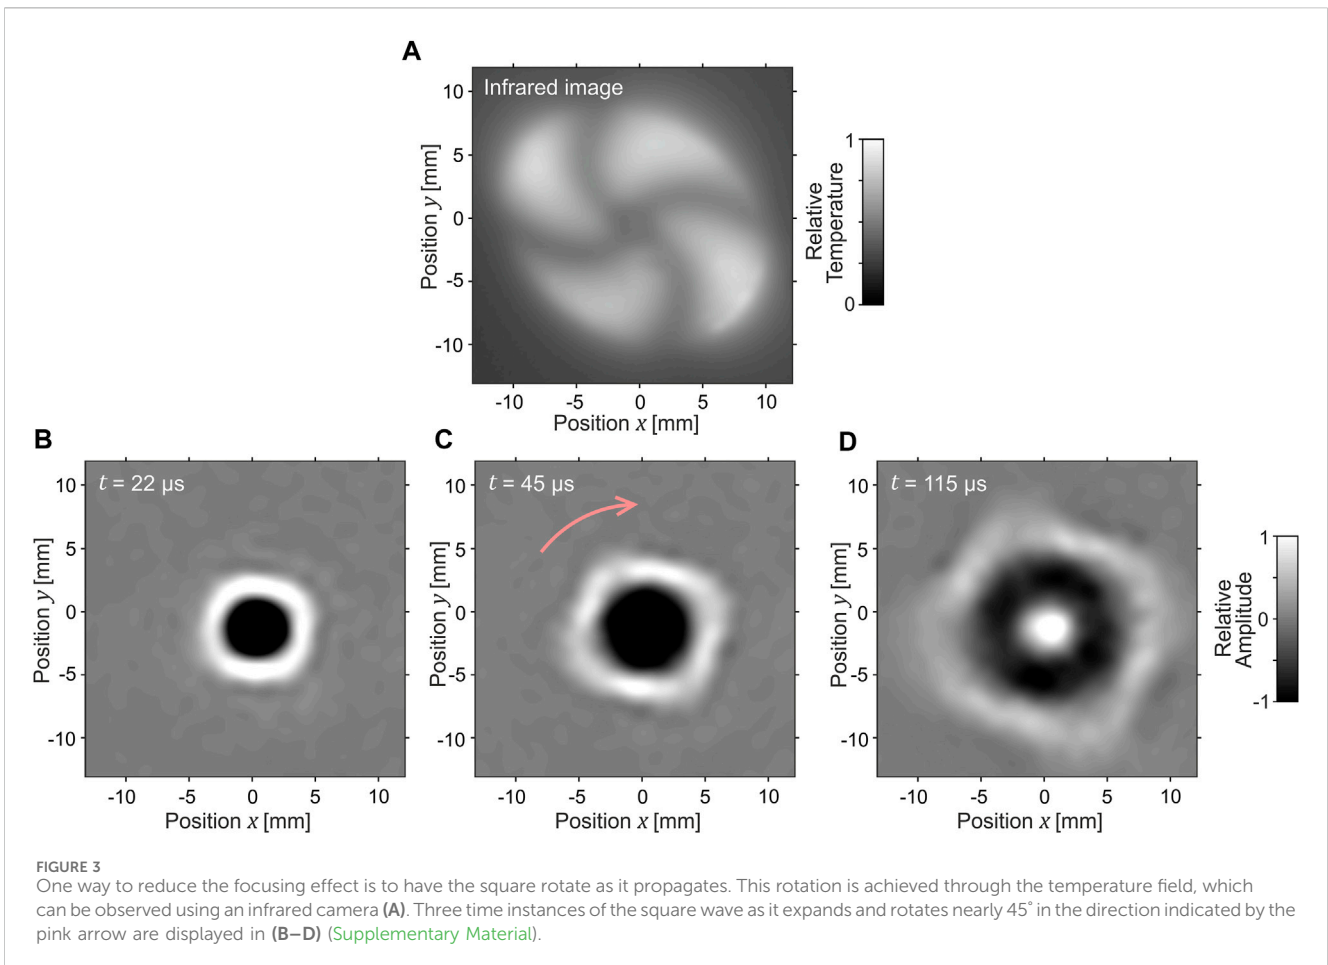 A
Infrared image
10
5
0
-5
-10
Position y [mm]
-10 -5 0 5 10
Position x [mm]
1
0
Relative
Temperature
B
t = 22 µs
10
5
0
-5
-10
Position y [mm]
-10 -5 0 5 10
Position x [mm]
C
t = 45 µs
10
5
0
-5
-10
Position y [mm]
-10 -5 0 5 10
Position x [mm]
D
t = 115 µs
10
5
0
-5
-10
Position y [mm]
-10 -5 0 5 10
Position x [mm]
1
0
-1
Relative
Amplitude
FIGURE 3
One way to reduce the focusing effect is to have the square rotate as it propagates. This rotation is achieved through the temperature field, which
can be observed using an infrared camera (A). Three time instances of the square wave as it expands and rotates nearly 45° in the direction indicated by the
pink arrow are displayed in (B–D) (Supplementary Material).